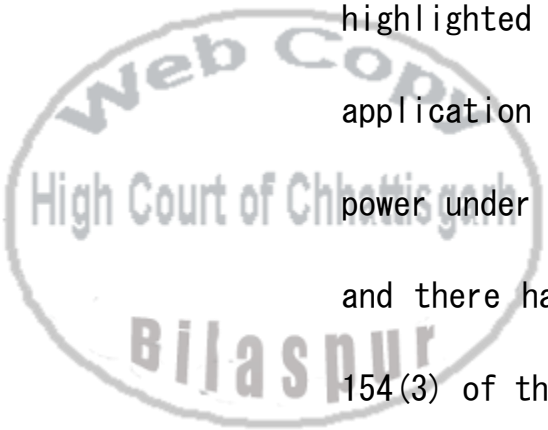 highlighted
Web Copy
application
High Court of Chhattisgarh
power under
and there ha
Bilaspur
154(3) of th